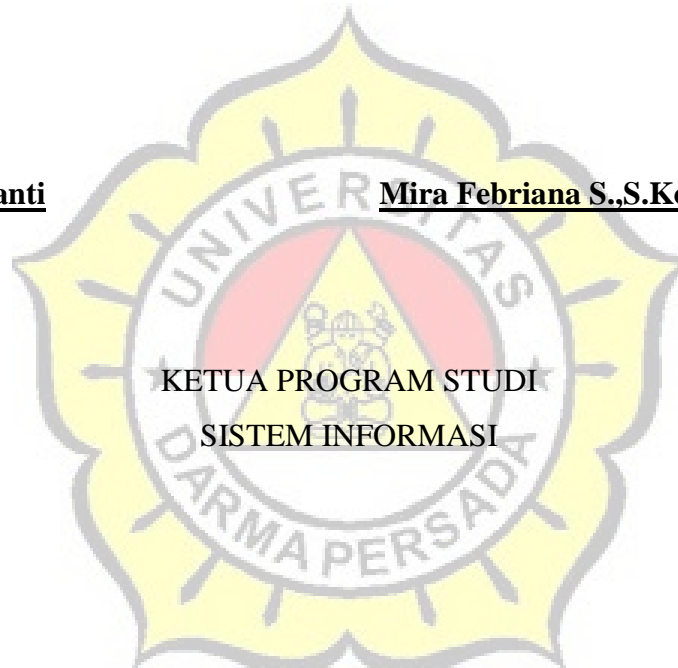 anti Mira Febriana S.,S.Ko
UNIVERSITAS
KETUA PROGRAM STUDI
SISTEM INFORMASI
DARMA PERSADA